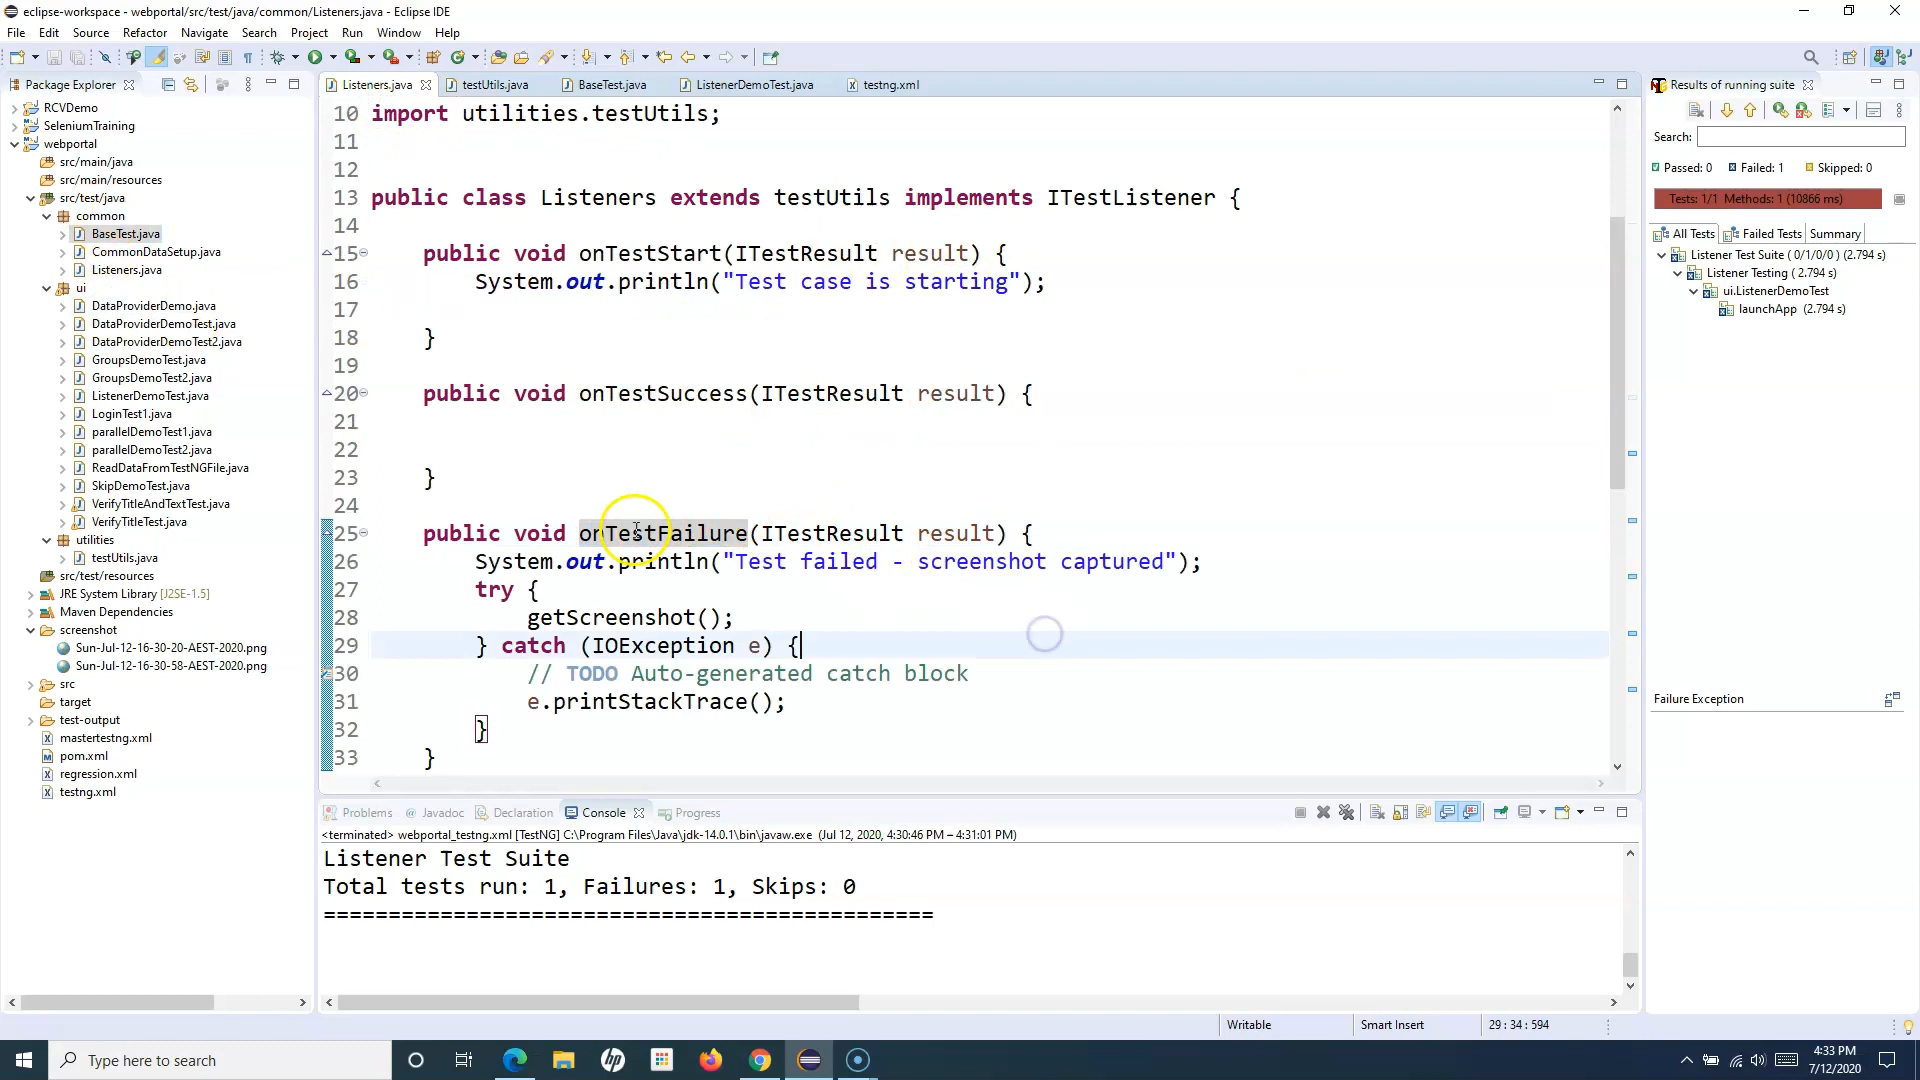 eclipse-workspace - webportal/src/test/java/common/Listeners.java - Eclipse IDE
File Edit Source Refactor Navigate Search Project Run Window Help
Package Explorer
RCVDemo
SeleniumTraining
webportal
src/main/java
src/main/resources
src/test/java
common
BaseTest.java
CommonDataSetup.java
Listeners.java
ui
DataProviderDemo.java
DataProviderDemoTest.java
DataProviderDemoTest2.java
GroupsDemoTest.java
GroupsDemoTest2.java
ListenerDemoTest.java
LoginTest1.java
parallelDemoTest1.java
parallelDemoTest2.java
ReadDataFromTestNGFile.java
SkipDemoTest.java
VerifyTitleAndTextTest.java
VerifyTitleTest.java
utilities
testUtils.java
src/test/resources
JRE System Library [J2SE-1.5]
Maven Dependencies
screenshot
Sun-Jul-12-16-30-20-AEST-2020.png
Sun-Jul-12-16-30-58-AEST-2020.png
src
target
test-output
mastertestng.xml
pom.xml
regression.xml
testng.xml
Listeners.java testUtils.java BaseTest.java ListenerDemoTest.java testng.xml
10 import utilities.testUtils;
11
12
13 public class Listeners extends testUtils implements ITestListener {
14
15 public void onTestStart(ITestResult result) {
16 System.out.println("Test case is starting");
17
18 }
19
20 public void onTestSuccess(ITestResult result) {
21
22
23 }
24
25 public void onTestFailure(ITestResult result) {
26 System.out.println("Test failed - screenshot captured");
27 try {
28 getScreenshot();
29 } catch (IOException e) {
30 // TODO Auto-generated catch block
31 e.printStackTrace();
32 }
33 }
Problems Javadoc Declaration Console Progress
<terminated> webportal_testng.xml [TestNG] C:\Program Files\Java\jdk-14.0.1\bin\javaw.exe (Jul 12, 2020, 4:30:46 PM – 4:31:01 PM)
Listener Test Suite
Total tests run: 1, Failures: 1, Skips: 0
===============================================
Results of running suite
Search:
Passed: 0 Failed: 1 Skipped: 0
Tests: 1/1 Methods: 1 (10866 ms)
All Tests Failed Tests Summary
Listener Test Suite ( 0/1/0/0 ) (2.794 s)
Listener Testing ( 2.794 s)
ui.ListenerDemoTest
launchApp (2.794 s)
Failure Exception
Writable Smart Insert 29 : 34 : 594
Type here to search
hp
4:33 PM
7/12/2020